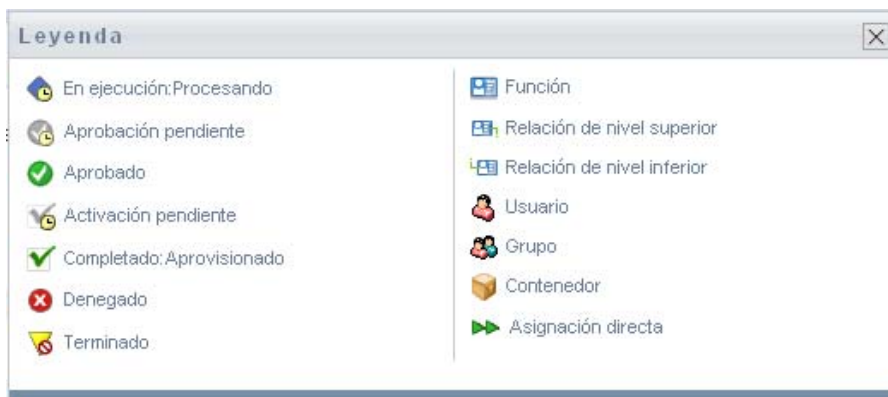 Leyenda
En ejecución:Procesando
Aprobación pendiente
Aprobado
Activación pendiente
Completado:Aprovisionado
Denegado
Terminado
Función
Relación de nivel superior
Relación de nivel inferior
Usuario
Grupo
Contenedor
Asignación directa